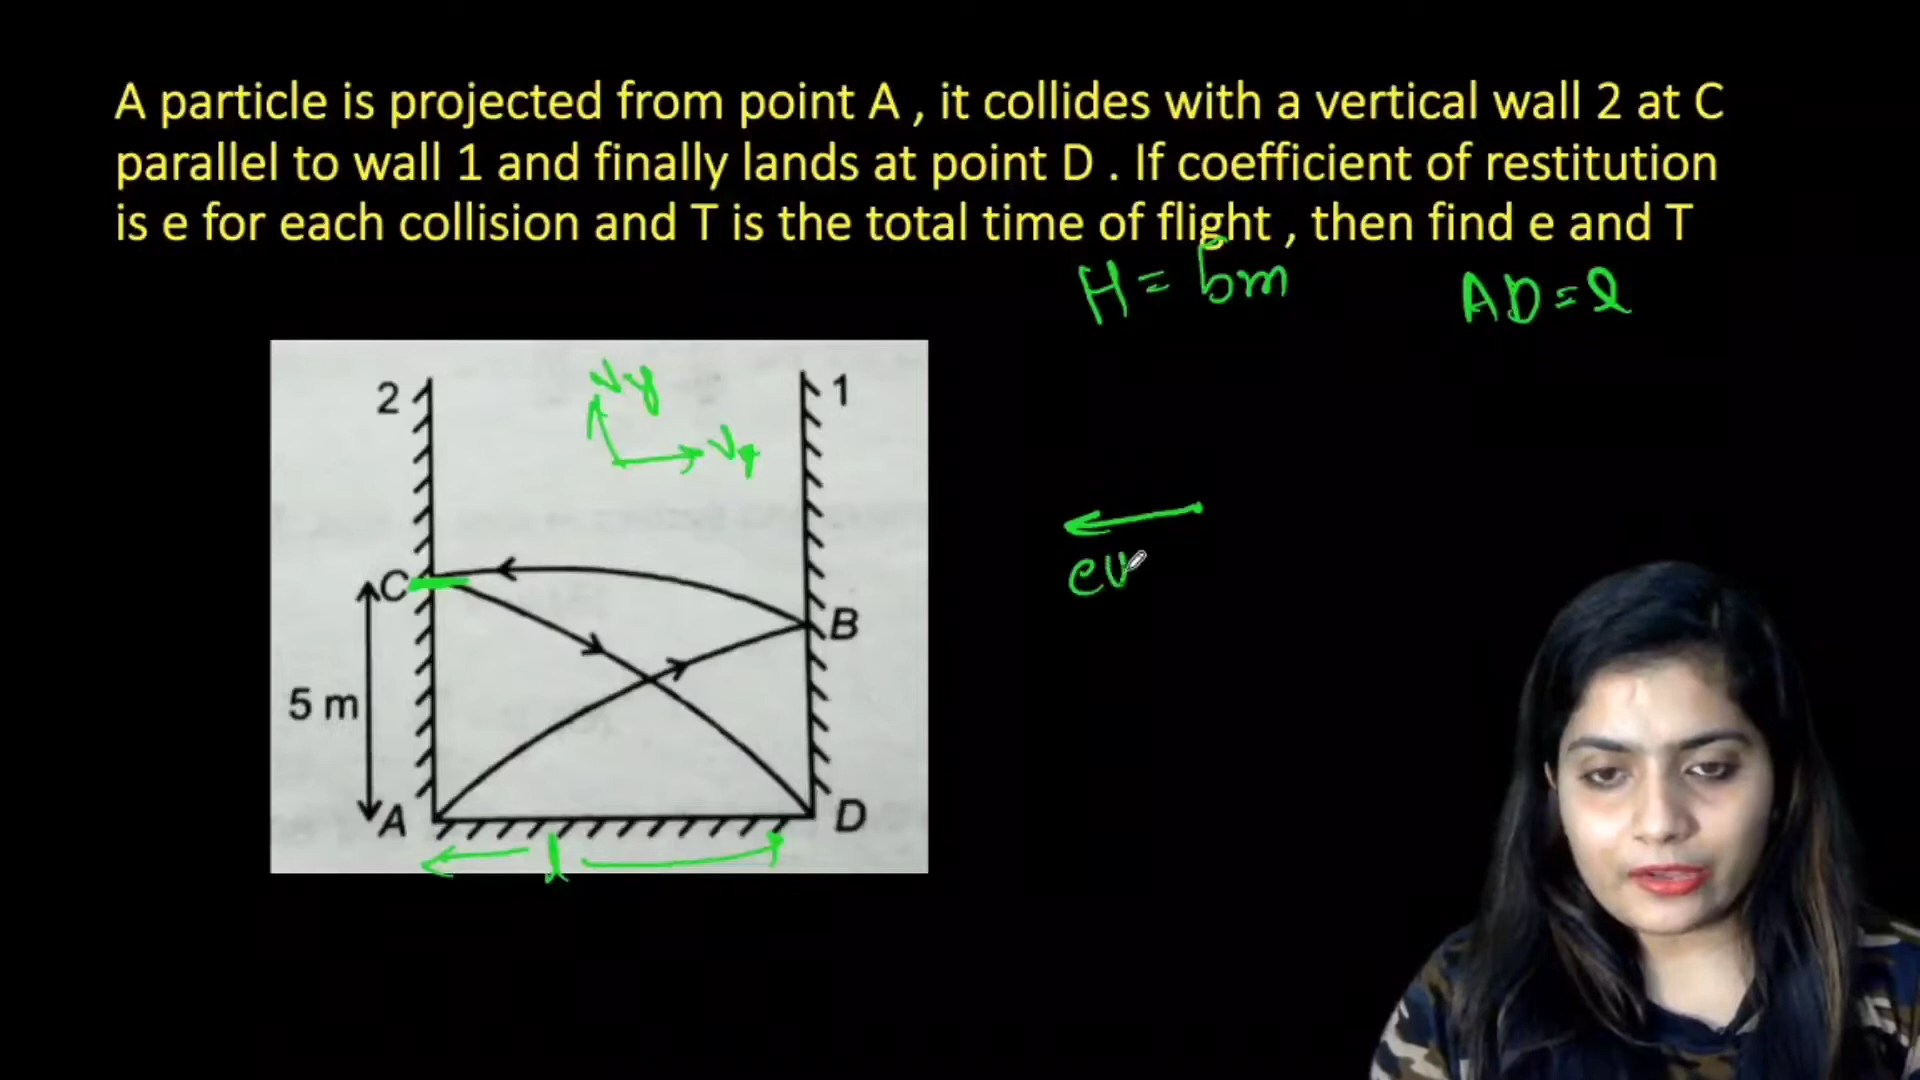 A particle is projected from point A , it collides with a vertical wall 2 at C
parallel to wall 1 and finally lands at point D . If coefficient of restitution
is e for each collision and T is the total time of flight , then find e and T
H = 5m
AD = l
2
1
Vy
C
B
5 m
A
D
l